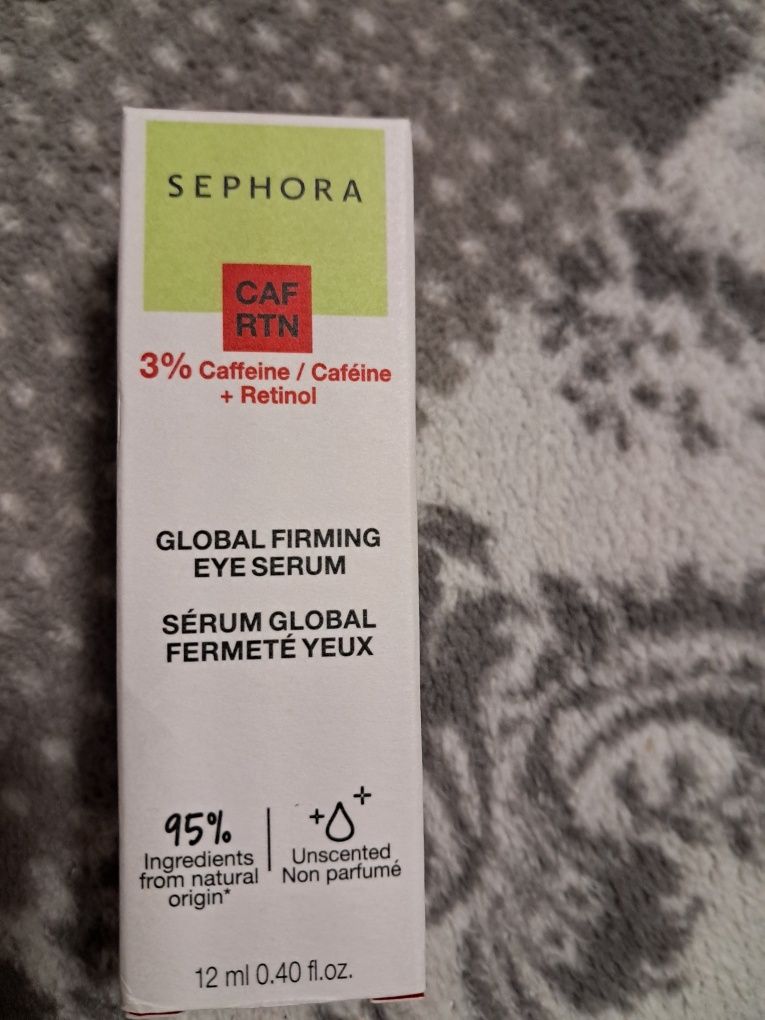 SEPHORA
CAF
RTN
3% Caffeine / Caféine
+ Retinol
GLOBAL FIRMING
EYE SERUM
SÉRUM GLOBAL
FERMETÉ YEUX
95%
Ingredients
from natural
origin*
Unscented
Non parfumé
12 ml 0.40 fl.oz.